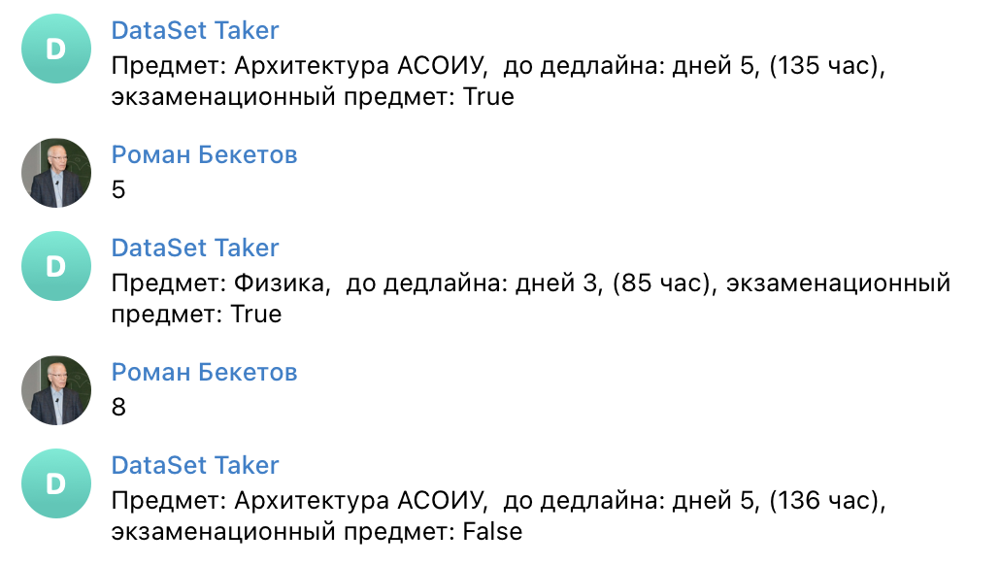 D
DataSet Taker
Предмет: Архитектура АСОИУ,  до дедлайна: дней 5, (135 час),
экзаменационный предмет: True
Роман Бекетов
5
D
DataSet Taker
Предмет: Физика,  до дедлайна: дней 3, (85 час), экзаменационный
предмет: True
Роман Бекетов
8
D
DataSet Taker
Предмет: Архитектура АСОИУ,  до дедлайна: дней 5, (136 час),
экзаменационный предмет: False